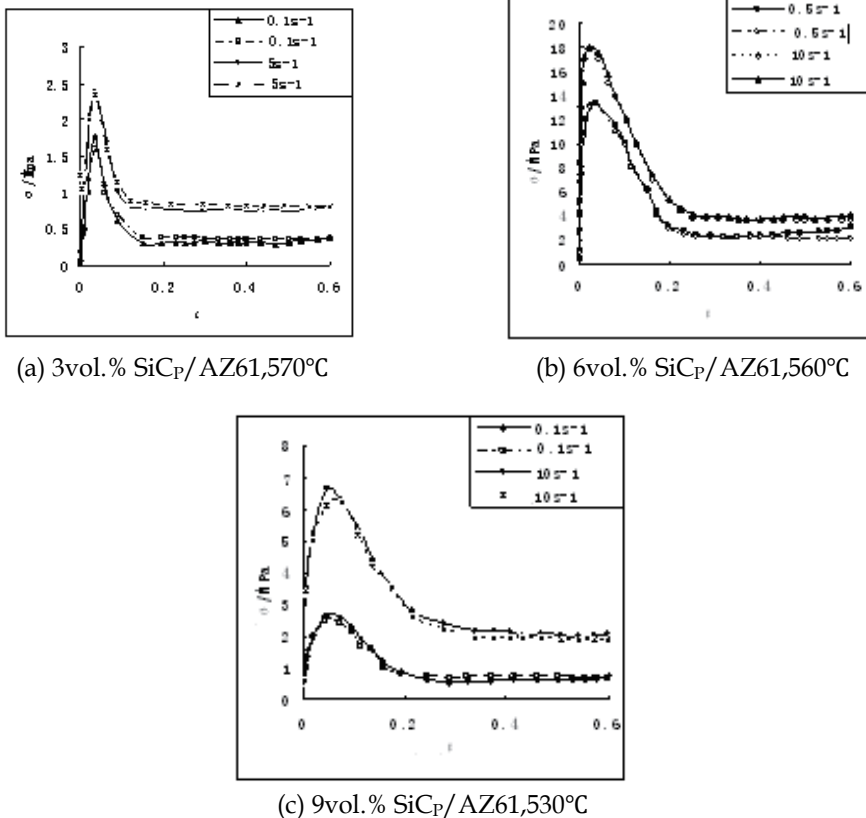 0.1s-1
0.1s-1
5s-1
5s-1
3
2.5
2
1.5
1
0.5
0
0
0.2
0.4
0.6
(a) 3vol.% SiCP/AZ61,570°C
0.5s-1
0.5s-1
10s-1
10s-1
20
18
16
14
12
10
8
6
4
2
0
0
0.2
0.4
0.6
(b) 6vol.% SiCP/AZ61,560°C
0.1s-1
0.1s-1
10s-1
10s-1
8
7
6
5
4
3
2
1
0
0
0.2
0.4
0.6
(c) 9vol.% SiCP/AZ61,530°C